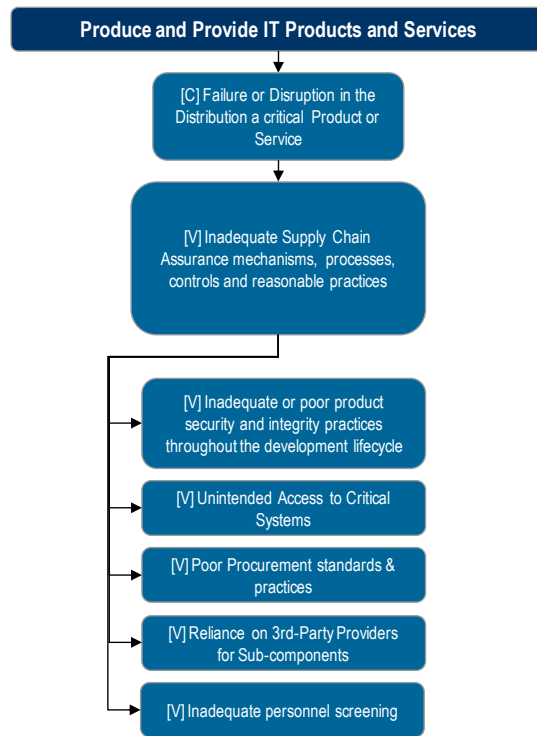 Produce and Provide IT Products and Services
[C] Failure or Disruption in the
Distribution a critical Product or
Service
[V] Inadequate Supply Chain
Assurance mechanisms, processes,
controls and reasonable practices
[V] Inadequate or poor product
security and integrity practices
throughout the development lifecycle
[V] Unintended Access to Critical
Systems
[V] Poor Procurement standards &
practices
[V] Reliance on 3rd-Party Providers
for Sub-components
[V] Inadequate personnel screening